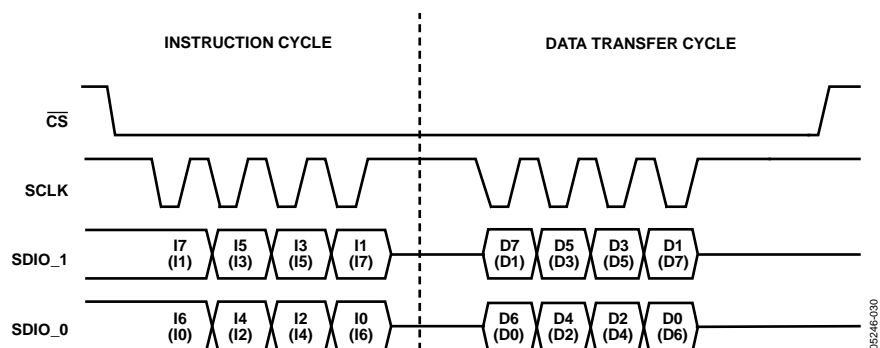 INSTRUCTION CYCLE
DATA TRANSFER CYCLE
CS
SCLK
SDIO_1
I7 I5 I3 I1 D7 D5 D3 D1
(I1) (I3) (I5) (I7) (D1) (D3) (D5) (D7)
SDIO_0
I6 I4 I2 I0 D6 D4 D2 D0
(I0) (I2) (I4) (I6) (D0) (D2) (D4) (D6)
05246-030